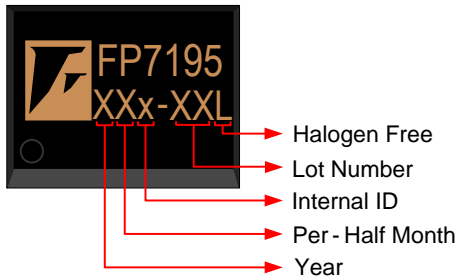 FP7195
XXx-XXL
Halogen Free
Lot Number
Internal ID
Per-Half Month
Year